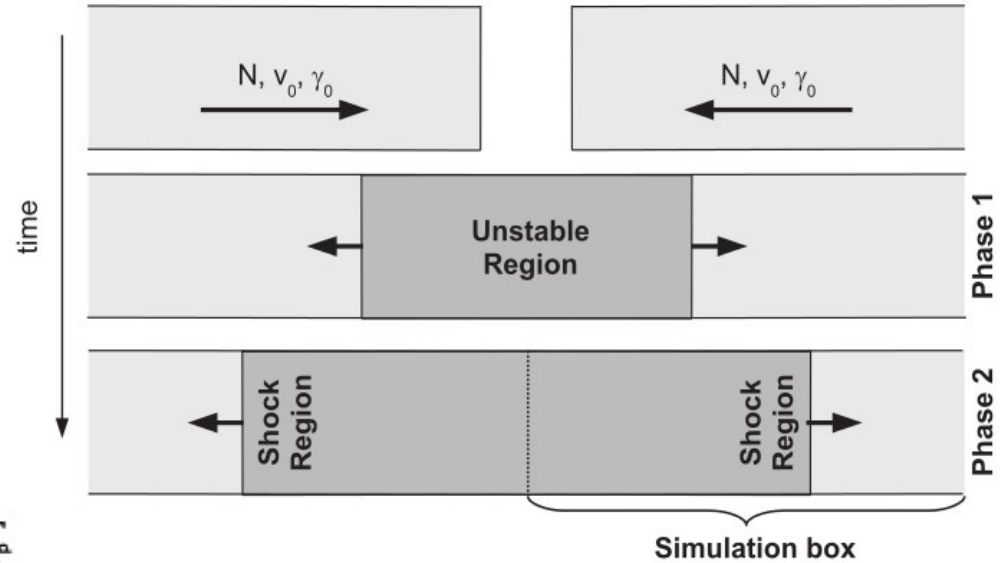 N, v₀, γ₀
N, v₀, γ₀
time
Unstable
Region
Phase 1
Shock
Region
Shock
Region
Phase 2
Simulation box